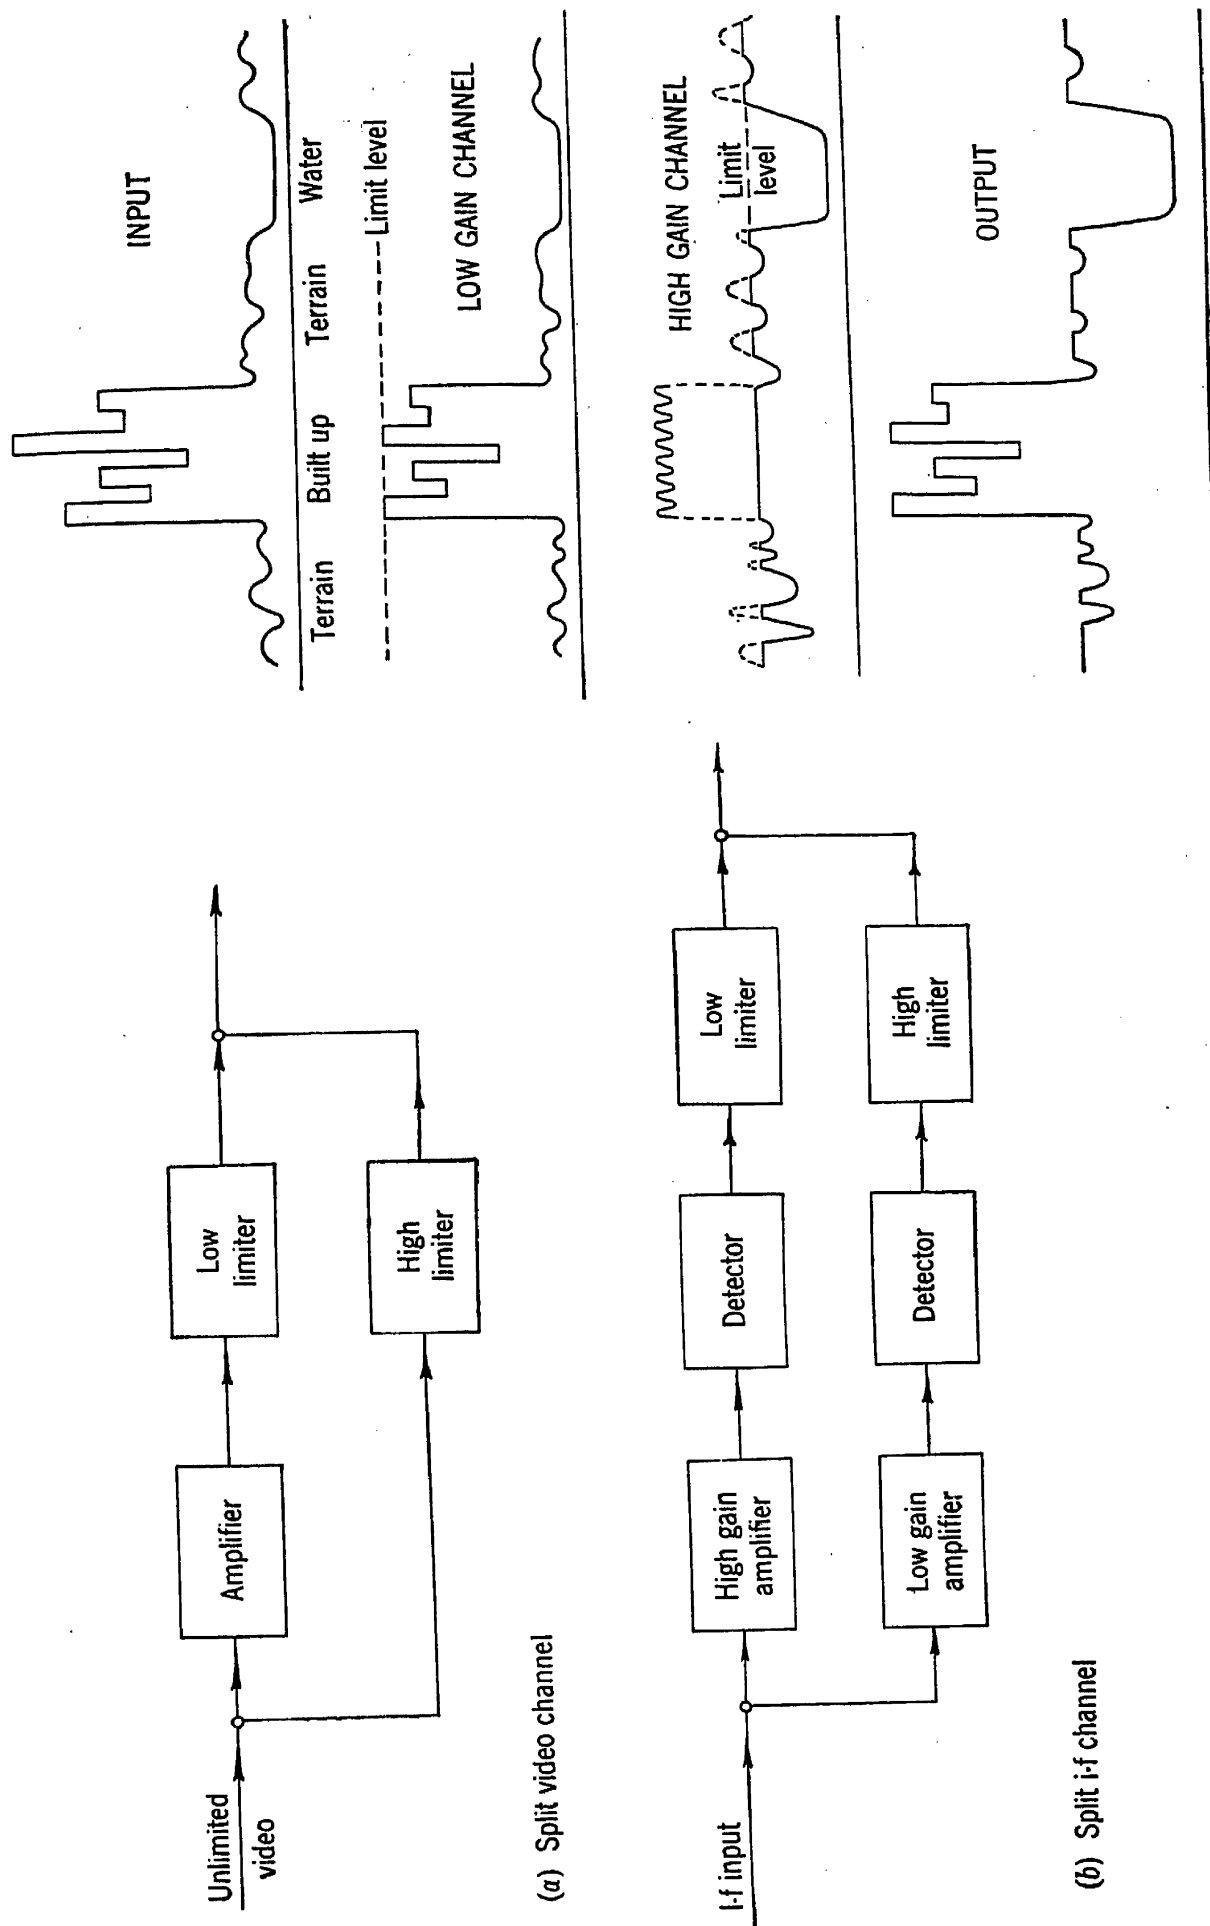 Unlimited
video
Amplifier
Low
limiter
High
limiter
(a) Split video channel
I-f input
High gain
amplifier
Detector
Low
limiter
Low gain
amplifier
Detector
High
limiter
(b) Split i-f channel
INPUT
Terrain Built up Terrain Water
Limit level
LOW GAIN CHANNEL
HIGH GAIN CHANNEL
Limit
level
OUTPUT